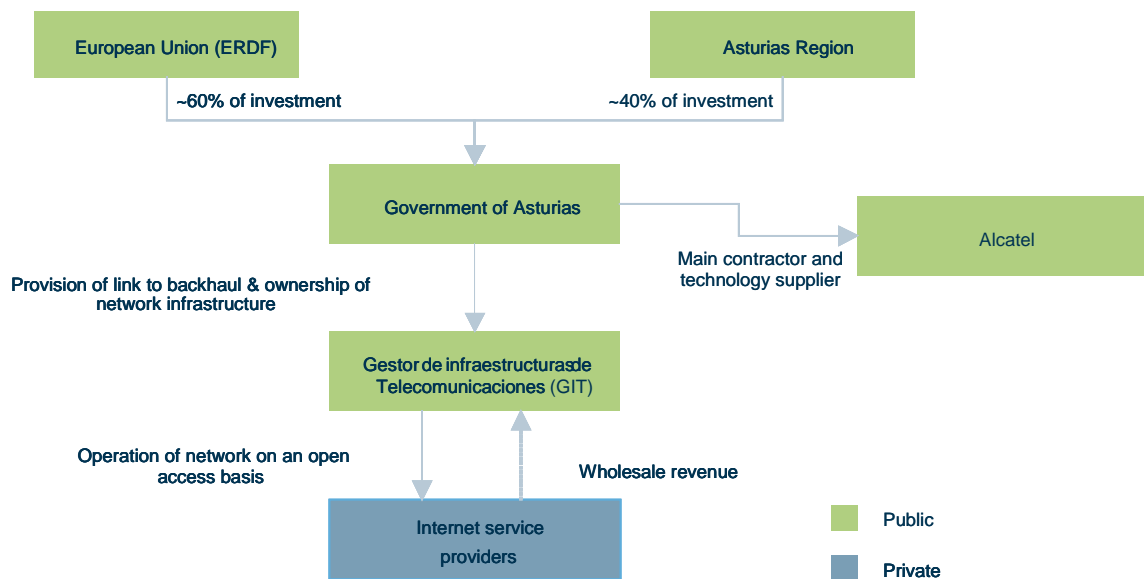 European Union (ERDF)
Asturias Region
~60% of investment
~40% of investment
Government of Asturias
Alcatel
Main contractor and
technology supplier
Provision of link to backhaul & ownership of
network infrastructure
Gestor de infraestructuras de
Telecomunicaciones (GIT)
Operation of network on an open
access basis
Wholesale revenue
Internet service
providers
Public
Private